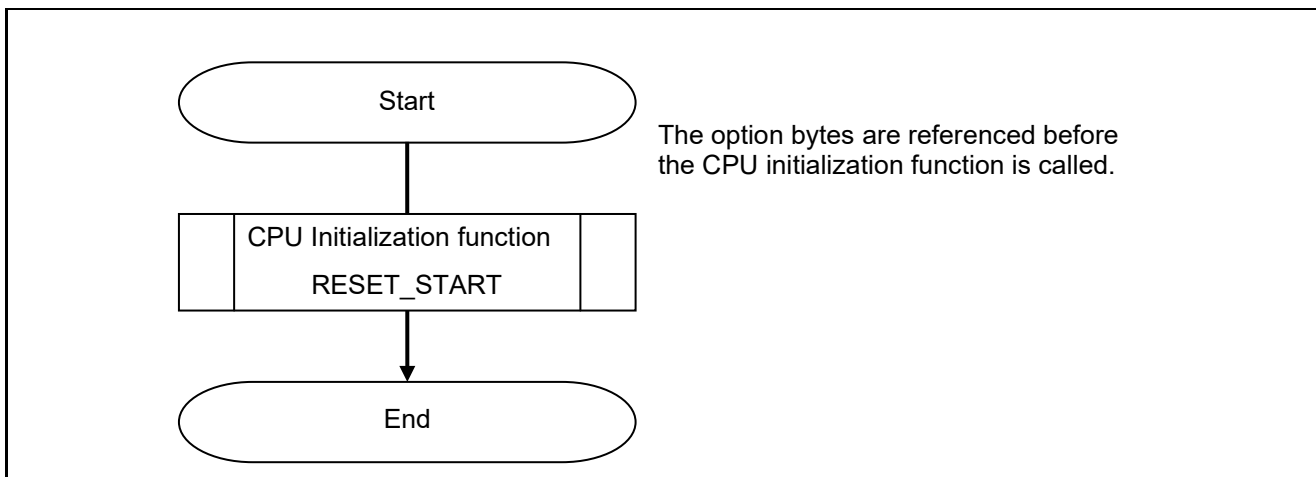 Start
The option bytes are referenced before
the CPU initialization function is called.
CPU Initialization function
RESET_START
End